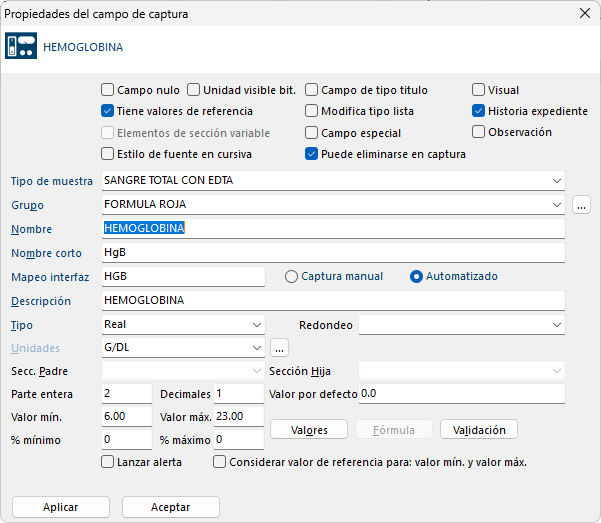 Propiedades del campo de captura
HEMOGLOBINA
Campo nulo Unidad visible bit. Campo de tipo titulo Visual
Tiene valores de referencia Modifica tipo lista Historia expediente
Elementos de sección variable Campo especial Observación
Estilo de fuente en cursiva Puede eliminarse en captura
Tipo de muestra SANGRE TOTAL CON EDTA
Grupo FORMULA ROJA ...
Nombre HEMOGLOBINA
Nombre corto HgB
Mapeo interfaz HGB Captura manual Automatizado
Descripción HEMOGLOBINA
Tipo Real Redondeo
Unidades G/DL ...
Secc. Padre Sección Hija
Parte entera 2 Decimales 1 Valor por defecto 0.0
Valor mín. 6.00 Valor máx. 23.00 Valores Fórmula Validación
% mínimo 0 % máximo 0
Lanzar alerta Considerar valor de referencia para: valor mín. y valor máx.
Aplicar Aceptar